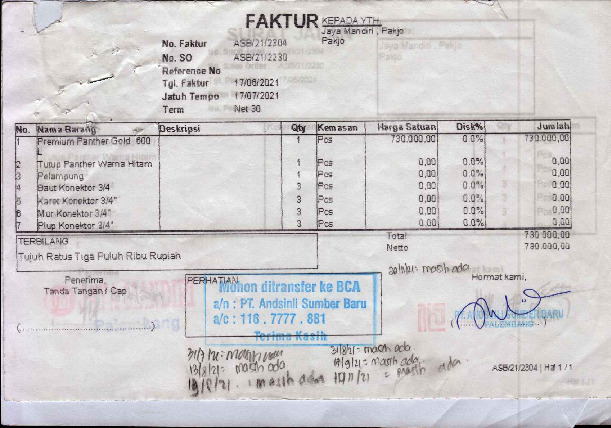 FAKTUR
KEPADA YTH,
Jaya Mandiri , Pakjo
Pakjo
No. Faktur ASB/21/2304
No. SO ASB/21/2230
Reference No
Tgl. Faktur 17/06/2021
Jatuh Tempo 17/07/2021
Term Net 30
No. Nama Barang Deskripsi Qty Kemasan Harga Satuan Disk% Jumlah
1 Premium Panther Gold 600 1 Pcs 730.000,00 0.0% 730.000,00
L
2 Tutup Panther Warna Hitam 1 Pcs 0,00 0.0% 0,00
3 Pelampung 1 Pcs 0,00 0.0% 0,00
4 Baut Konektor 3/4" 3 Pcs 0,00 0.0% 0,00
5 Karet Konektor 3/4" 3 Pcs 0,00 0.0% 0,00
6 Mur Konektor 3/4" 3 Pcs 0,00 0.0% 0,00
7 Plup Konektor 3/4" 3 Pcs 0,00 0.0% 0,00
Total 730.000,00
Netto 730.000,00
TERBILANG
Tujuh Ratus Tiga Puluh Ribu Rupiah
masih ada
Penerima,
Tanda Tangan / Cap
PERHATIAN
Mohon ditransfer ke BCA
a/n : PT. Andsinli Sumber Baru
a/c : 116 . 7777 . 881
Terima Kasih
Hormat kami,
PALEMBANG
31/8/21 = masih ada
13/8/21 = masih ada
masih ada
masih ada
ASB/21/2304 | Hal 1 / 1